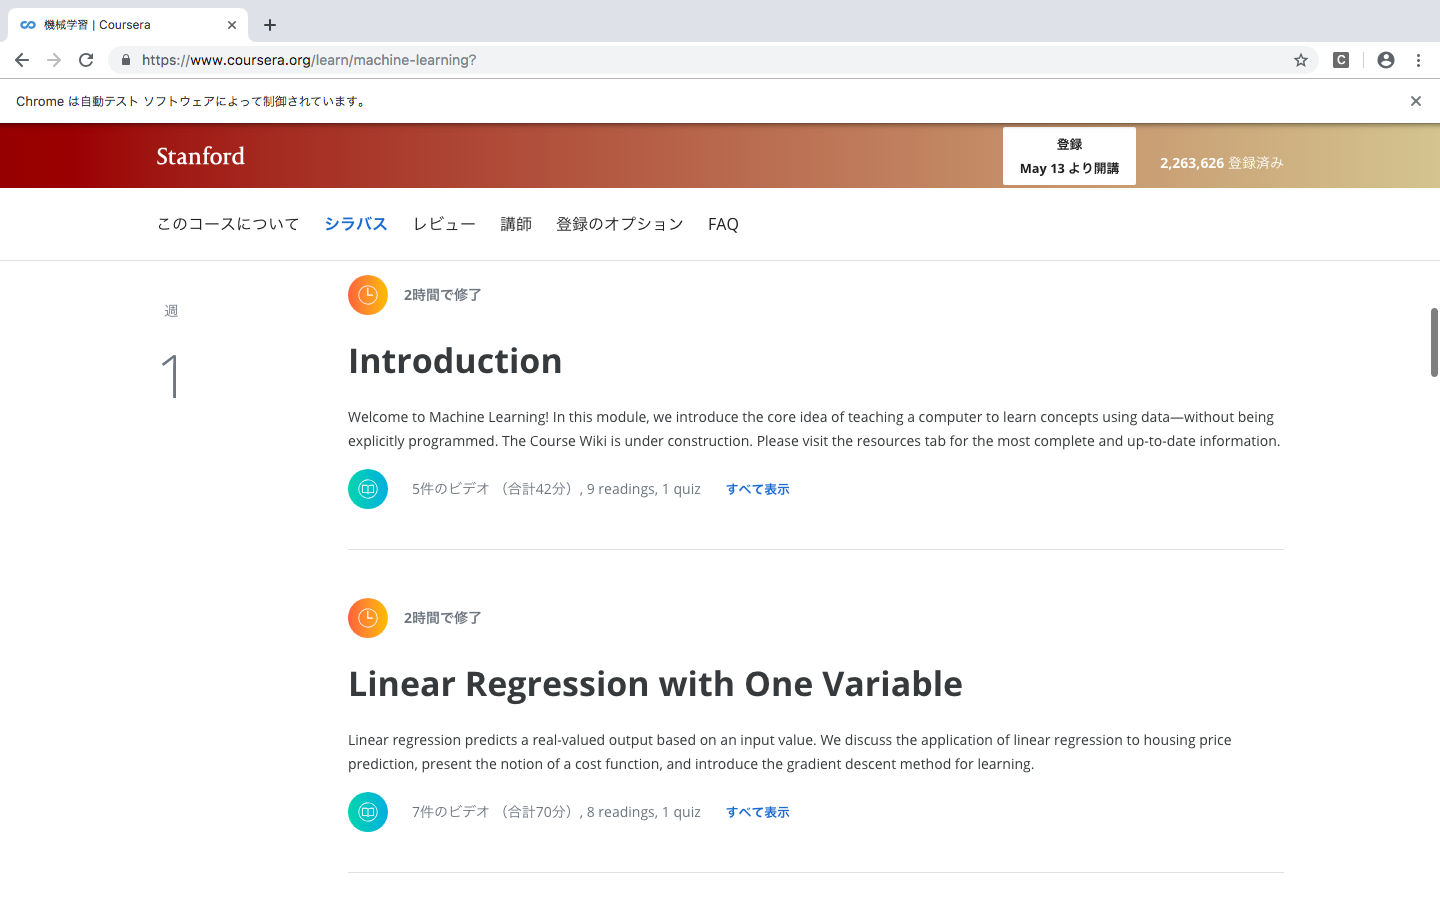 機械学習 | Coursera
https://www.coursera.org/learn/machine-learning?
C
Chrome は自動テスト ソフトウェアによって制御されています。
Stanford
登録
May 13 より開講
2,263,626 登録済み
このコースについて シラバス レビュー 講師 登録のオプション FAQ
週
1
2時間で修了
Introduction
Welcome to Machine Learning! In this module, we introduce the core idea of teaching a computer to learn concepts using data—without being
explicitly programmed. The Course Wiki is under construction. Please visit the resources tab for the most complete and up-to-date information.
5件のビデオ （合計42分）, 9 readings, 1 quiz すべて表示
2時間で修了
Linear Regression with One Variable
Linear regression predicts a real-valued output based on an input value. We discuss the application of linear regression to housing price
prediction, present the notion of a cost function, and introduce the gradient descent method for learning.
7件のビデオ （合計70分）, 8 readings, 1 quiz すべて表示